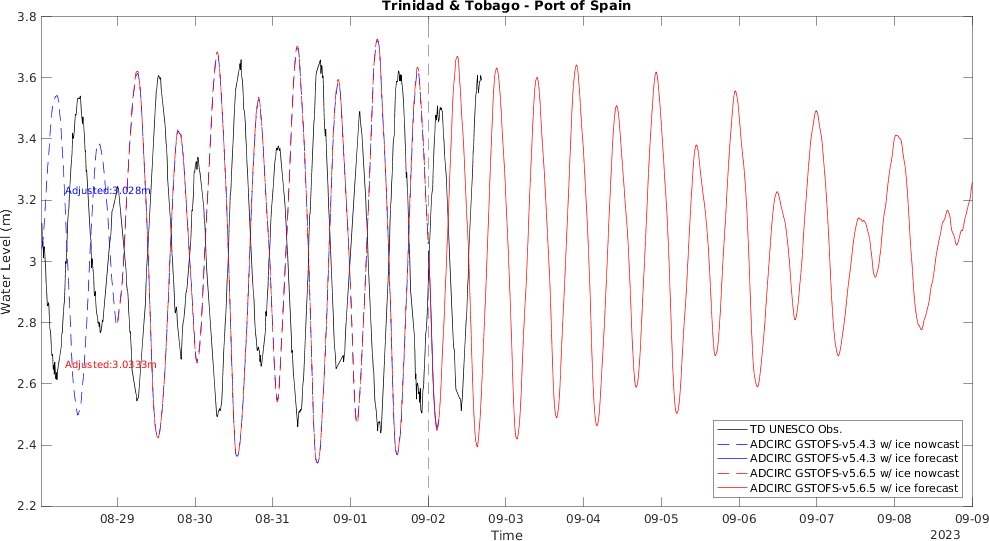 Trinidad & Tobago - Port of Spain
3.8
3.6
3.4
3.2
3
2.8
2.6
2.4
2.2
Water Level (m)
Adjusted:3.028m
Adjusted:3.0333m
TD UNESCO Obs.
ADCIRC GSTOFS-v5.4.3 w/ ice nowcast
ADCIRC GSTOFS-v5.4.3 w/ ice forecast
ADCIRC GSTOFS-v5.6.5 w/ ice nowcast
ADCIRC GSTOFS-v5.6.5 w/ ice forecast
08-29 08-30 08-31 09-01 09-02 09-03 09-04 09-05 09-06 09-07 09-08 09-09
Time
2023